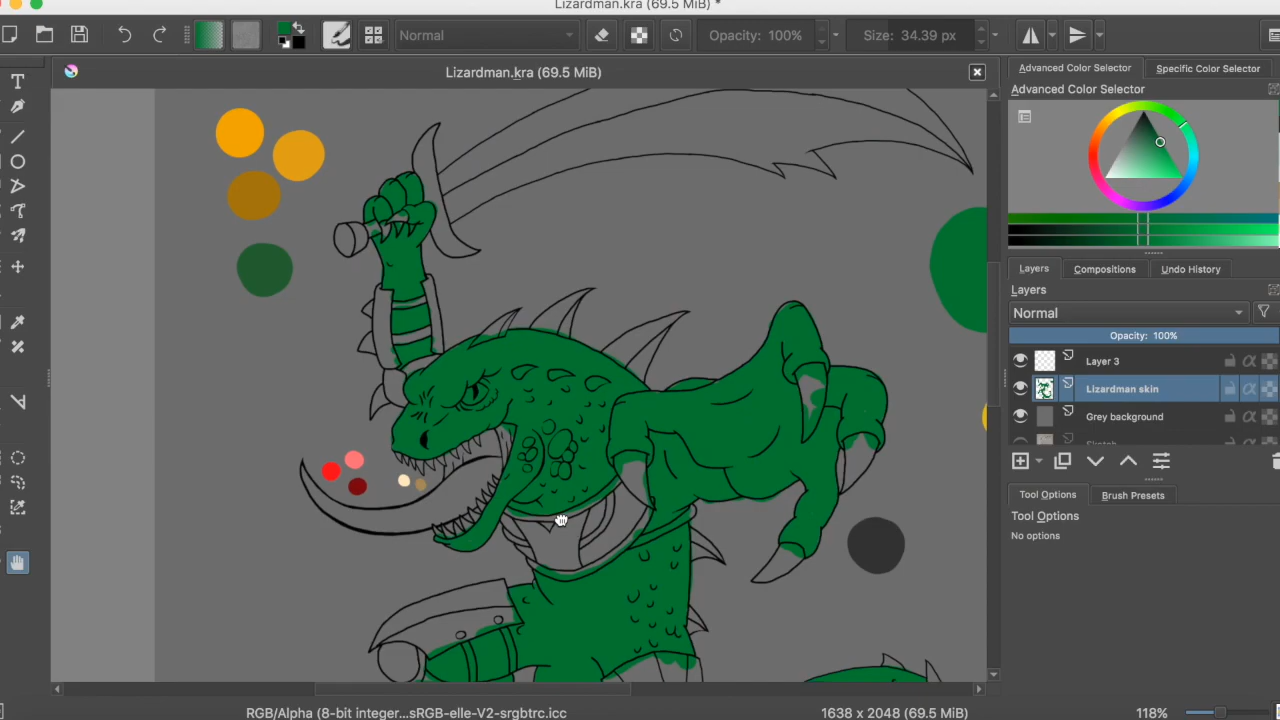 Lizardman.kra (69.5 MiB) *
Normal
Opacity: 100%
Size: 34.39 px
Lizardman.kra (69.5 MiB)
Advanced Color Selector
Specific Color Selector
Advanced Color Selector
Layers
Compositions
Undo History
Layers
Normal
Opacity: 100%
Layer 3
Lizardman skin
Grey background
Sketch
Tool Options
Brush Presets
Tool Options
No options
RGB/Alpha (8-bit integer...sRGB-elle-V2-srgbtrc.icc
1638 x 2048 (69.5 MiB)
118%